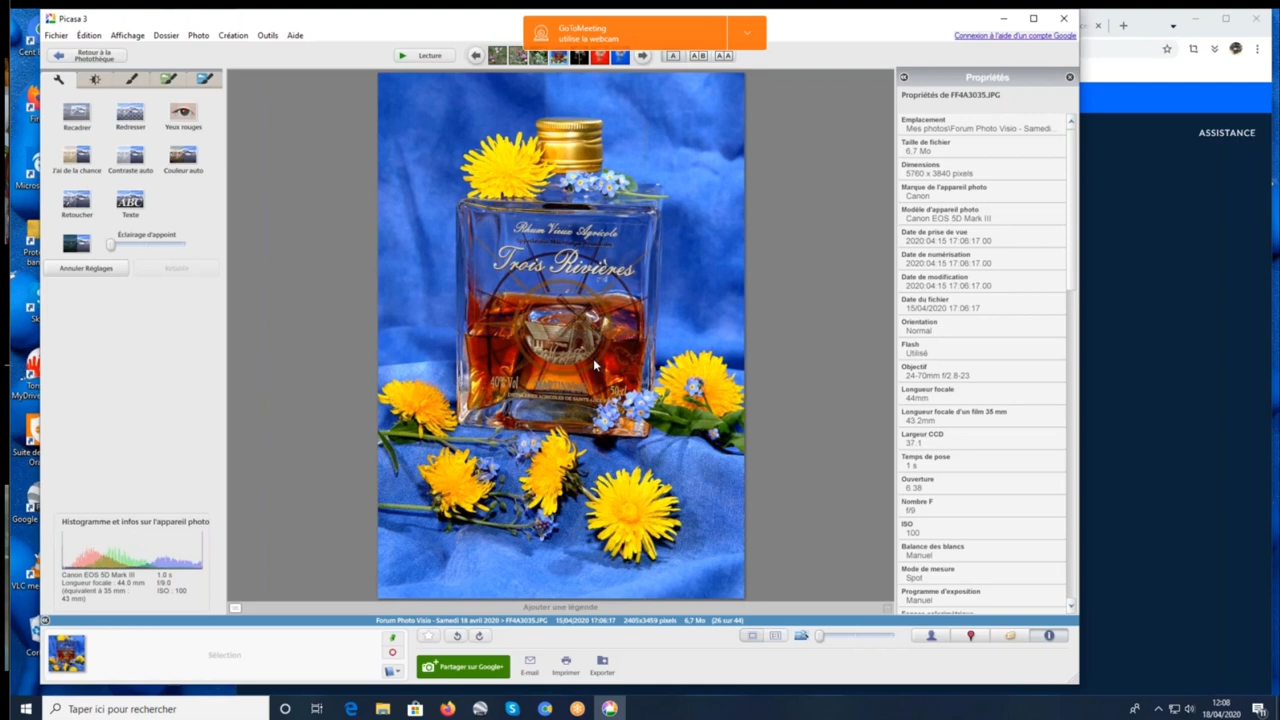 Picasa 3
Fichier Édition Affichage Dossier Photo Création Outils Aide
Connexion à l'aide d'un compte Google
GoToMeeting
utilise la webcam
Retour à la
Photothèque
Lecture
A AB AA
Recadrer Redresser Yeux rouges
J'ai de la chance Contraste auto Couleur auto
Retoucher Texte
ABC
Éclairage d'appoint
Annuler Réglages Rétablir
Histogramme et infos sur l'appareil photo
Canon EOS 5D Mark III 1.0 s
Longueur focale : 44.0 mm f/9.0
(équivalent à 35 mm : ISO : 100
43 mm)
Rhum Vieux Agricole
Trois Rivières
40% Vol
MARTINIQUE
50cl
Ajouter une légende
Forum Photo Visio - Samedi 18 avril 2020 > FF4A3035.JPG 15/04/2020 17:06:17 2405x3459 pixels 6,7 Mo (26 sur 44)
Sélection
Partager sur Google+
E-mail Imprimer Exporter
Propriétés
Propriétés de FF4A3035.JPG
Emplacement
Mes photos\Forum Photo Visio - Samedi...
Taille de fichier
6,7 Mo
Dimensions
5760 x 3840 pixels
Marque de l'appareil photo
Canon
Modèle d'appareil photo
Canon EOS 5D Mark III
Date de prise de vue
2020:04:15 17:06:17.00
Date de numérisation
2020:04:15 17:06:17.00
Date de modification
2020:04:15 17:06:17.00
Date du fichier
15/04/2020 17:06:17
Orientation
Normal
Flash
Utilisé
Objectif
24-70mm f/2.8-23
Longueur focale
44mm
Longueur focale d'un film 35 mm
43.2mm
Largeur CCD
37.1
Temps de pose
1 s
Ouverture
6.38
Nombre F
f/9
ISO
100
Balance des blancs
Manuel
Mode de mesure
Spot
Programme d'exposition
Manuel
ASSISTANCE
Taper ici pour rechercher
12:08
18/04/2020